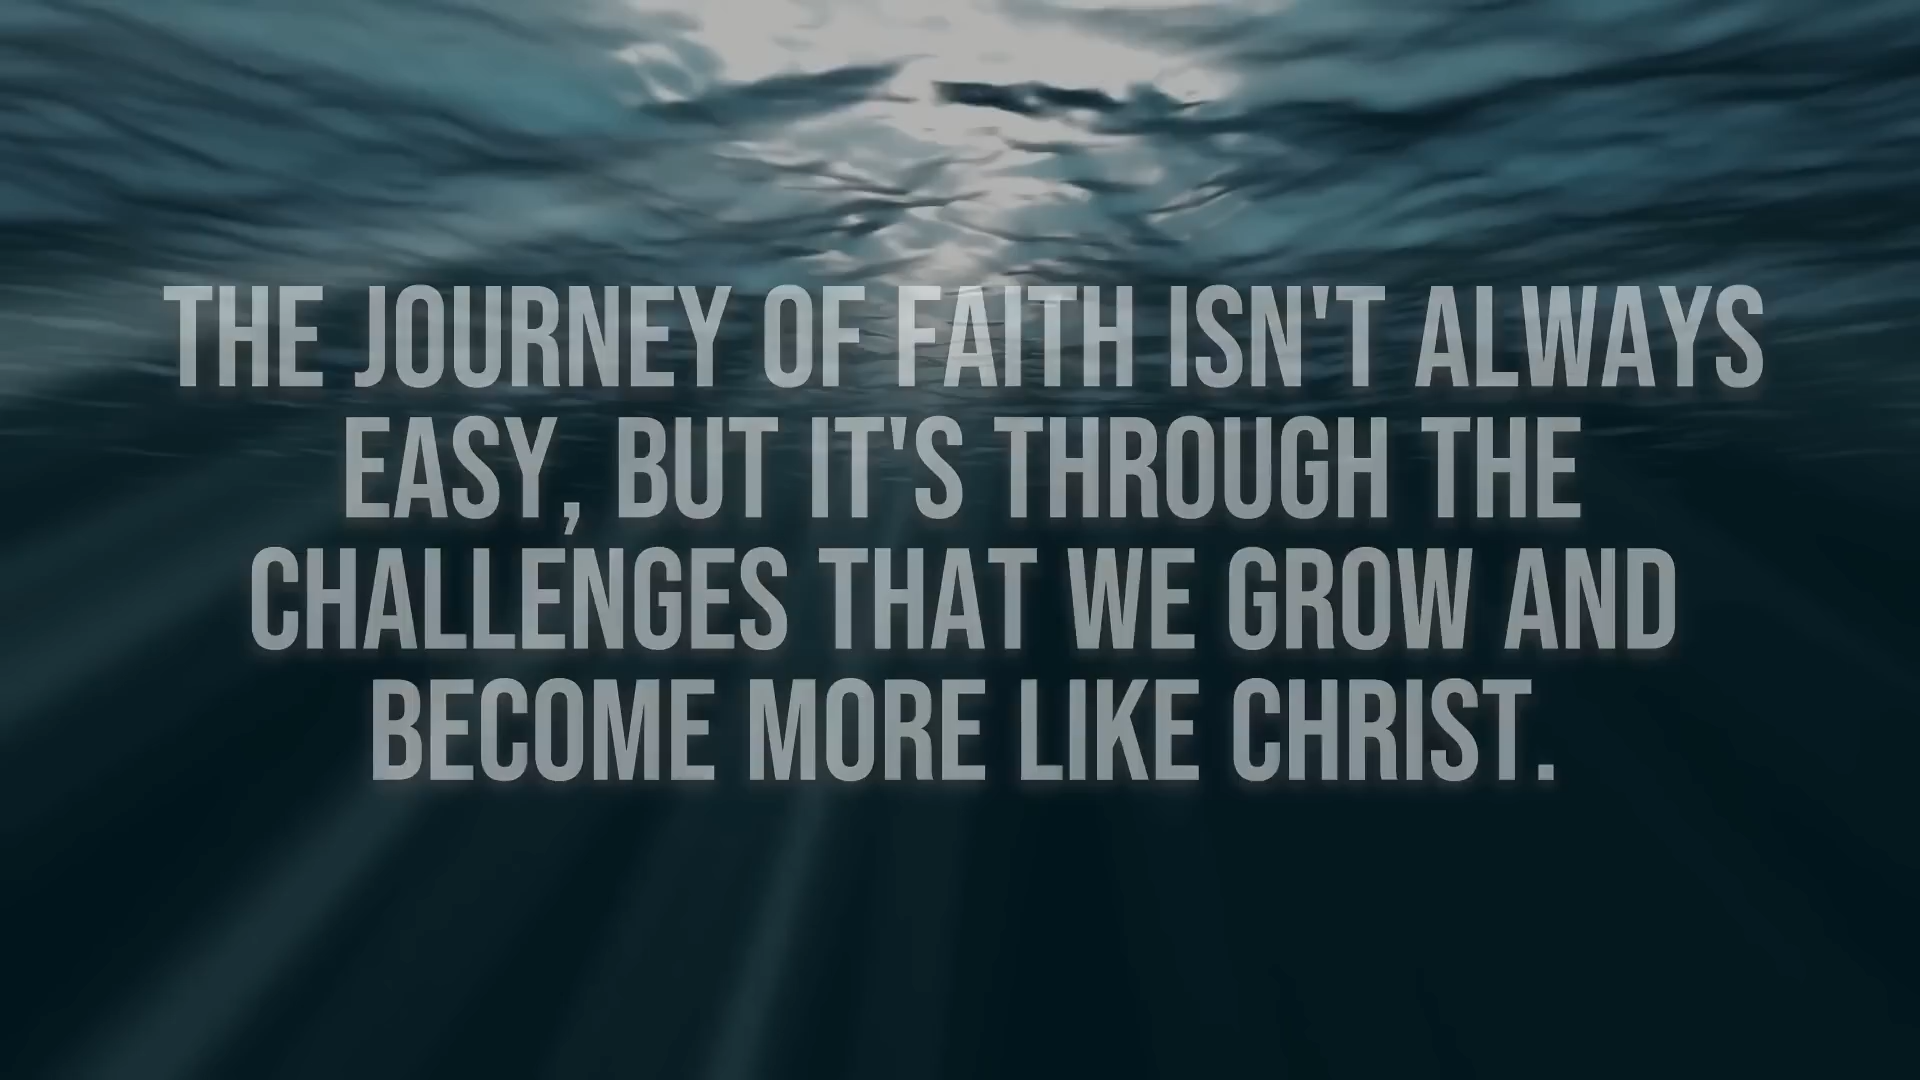 THE JOURNEY OF FAITH ISN'T ALWAYS
EASY, BUT IT'S THROUGH THE
CHALLENGES THAT WE GROW AND
BECOME MORE LIKE CHRIST.